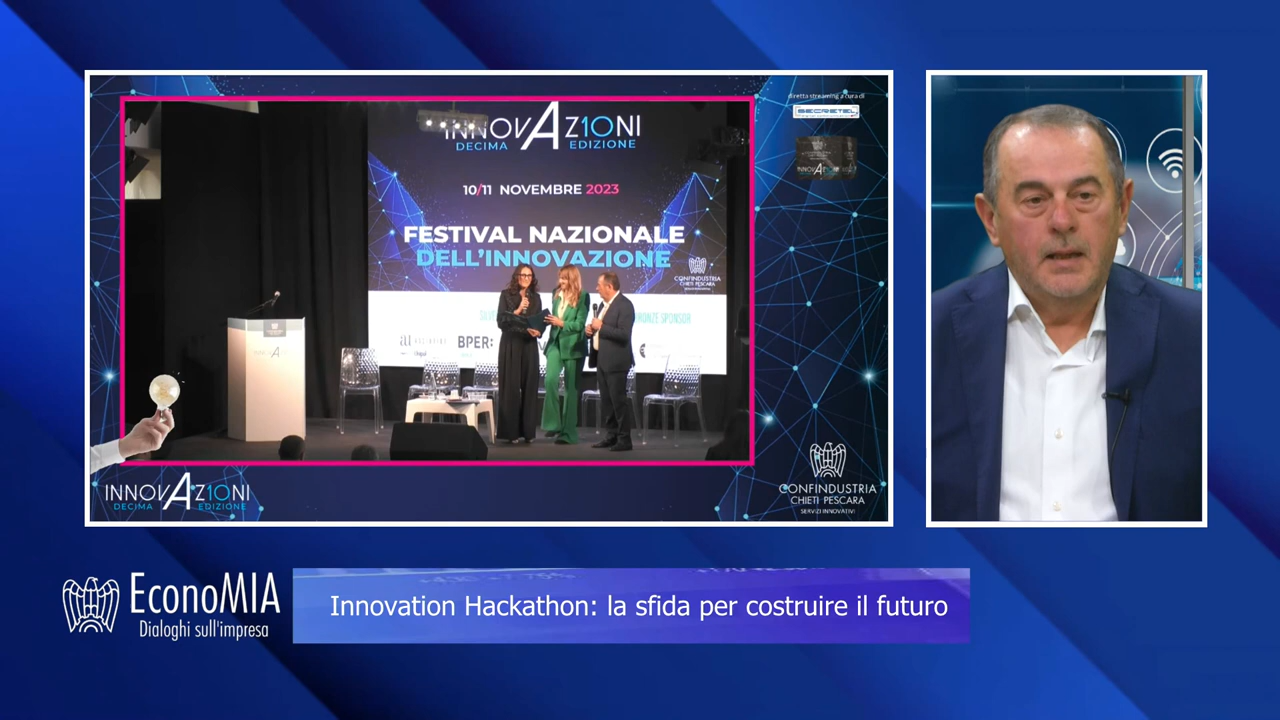 INNOVAZ10NI
DECIMA EDIZIONE
10/11 NOVEMBRE 2023
FESTIVAL NAZIONALE
DELL'INNOVAZIONE
CONFINDUSTRIA
CHIETI PESCARA
BRONZE SPONSOR
BPER:
diretta streaming a cura di
SECRETEL
INNOVAZ10NI
DECIMA EDIZIONE
CONFINDUSTRIA
CHIETI PESCARA
SERVIZI INNOVATIVI
EconoMIA
Dialoghi sull'impresa
Innovation Hackathon: la sfida per costruire il futuro